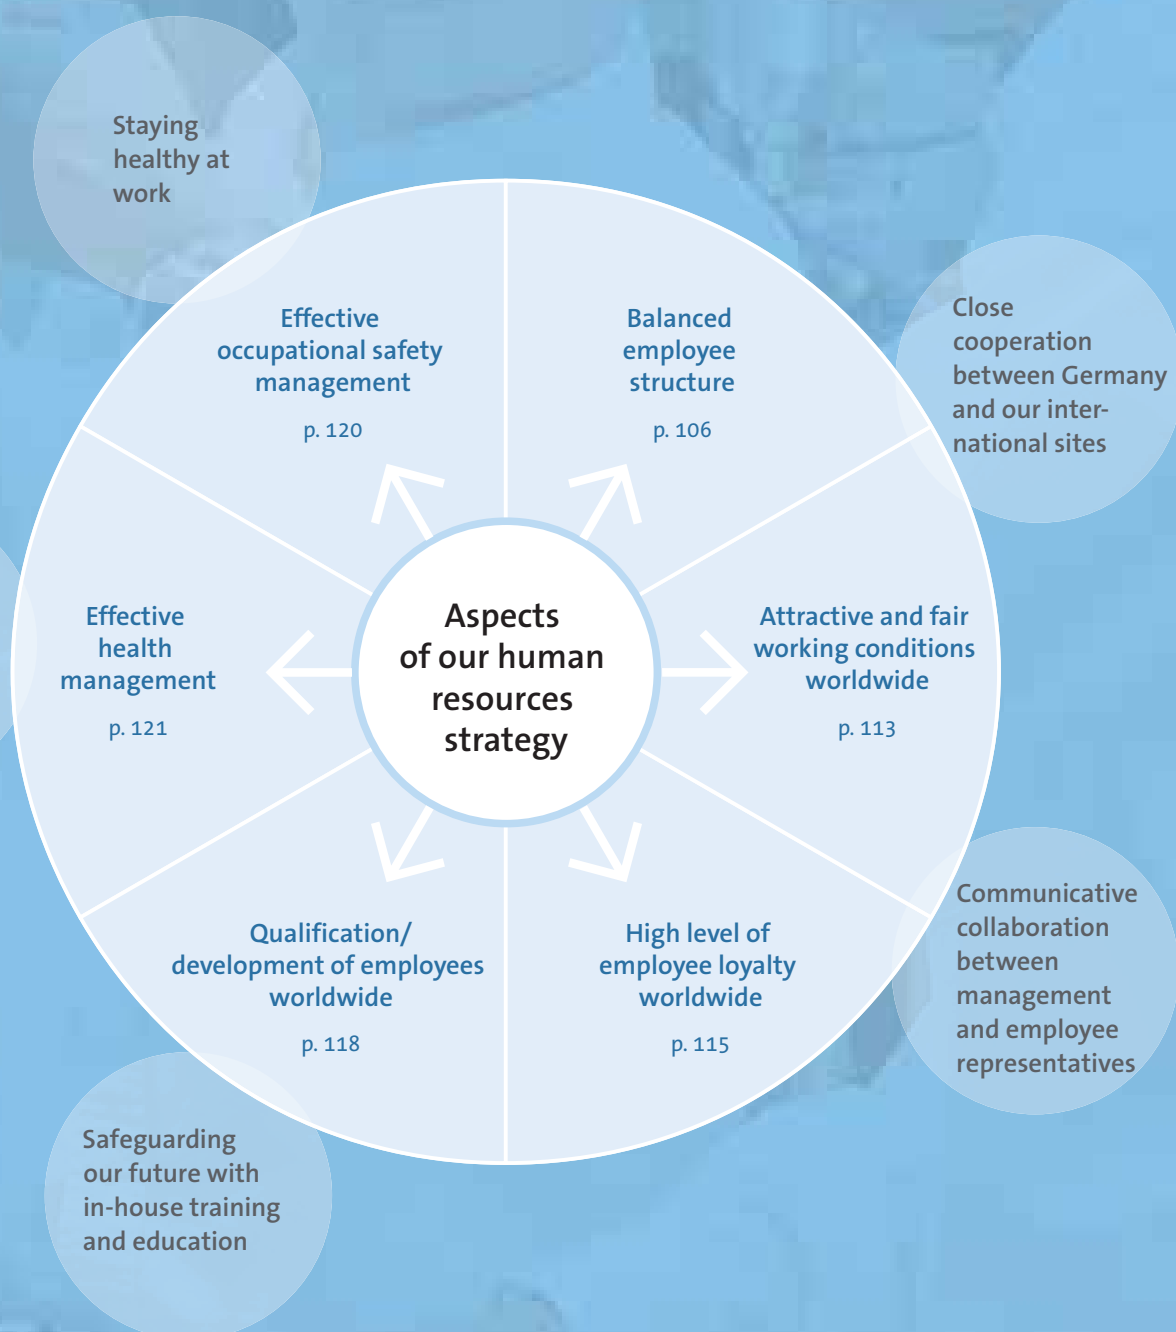 Staying
healthy at
work
Effective
occupational safety
management
p. 120
Balanced
employee
structure
p. 106
Close
cooperation
between Germany
and our inter-
national sites
Effective
health
management
p. 121
Aspects
of our human
resources
strategy
Attractive and fair
working conditions
worldwide
p. 113
Qualification/
development of employees
worldwide
p. 118
High level of
employee loyalty
worldwide
p. 115
Communicative
collaboration
between
management
and employee
representatives
Safeguarding
our future with
in-house training
and education